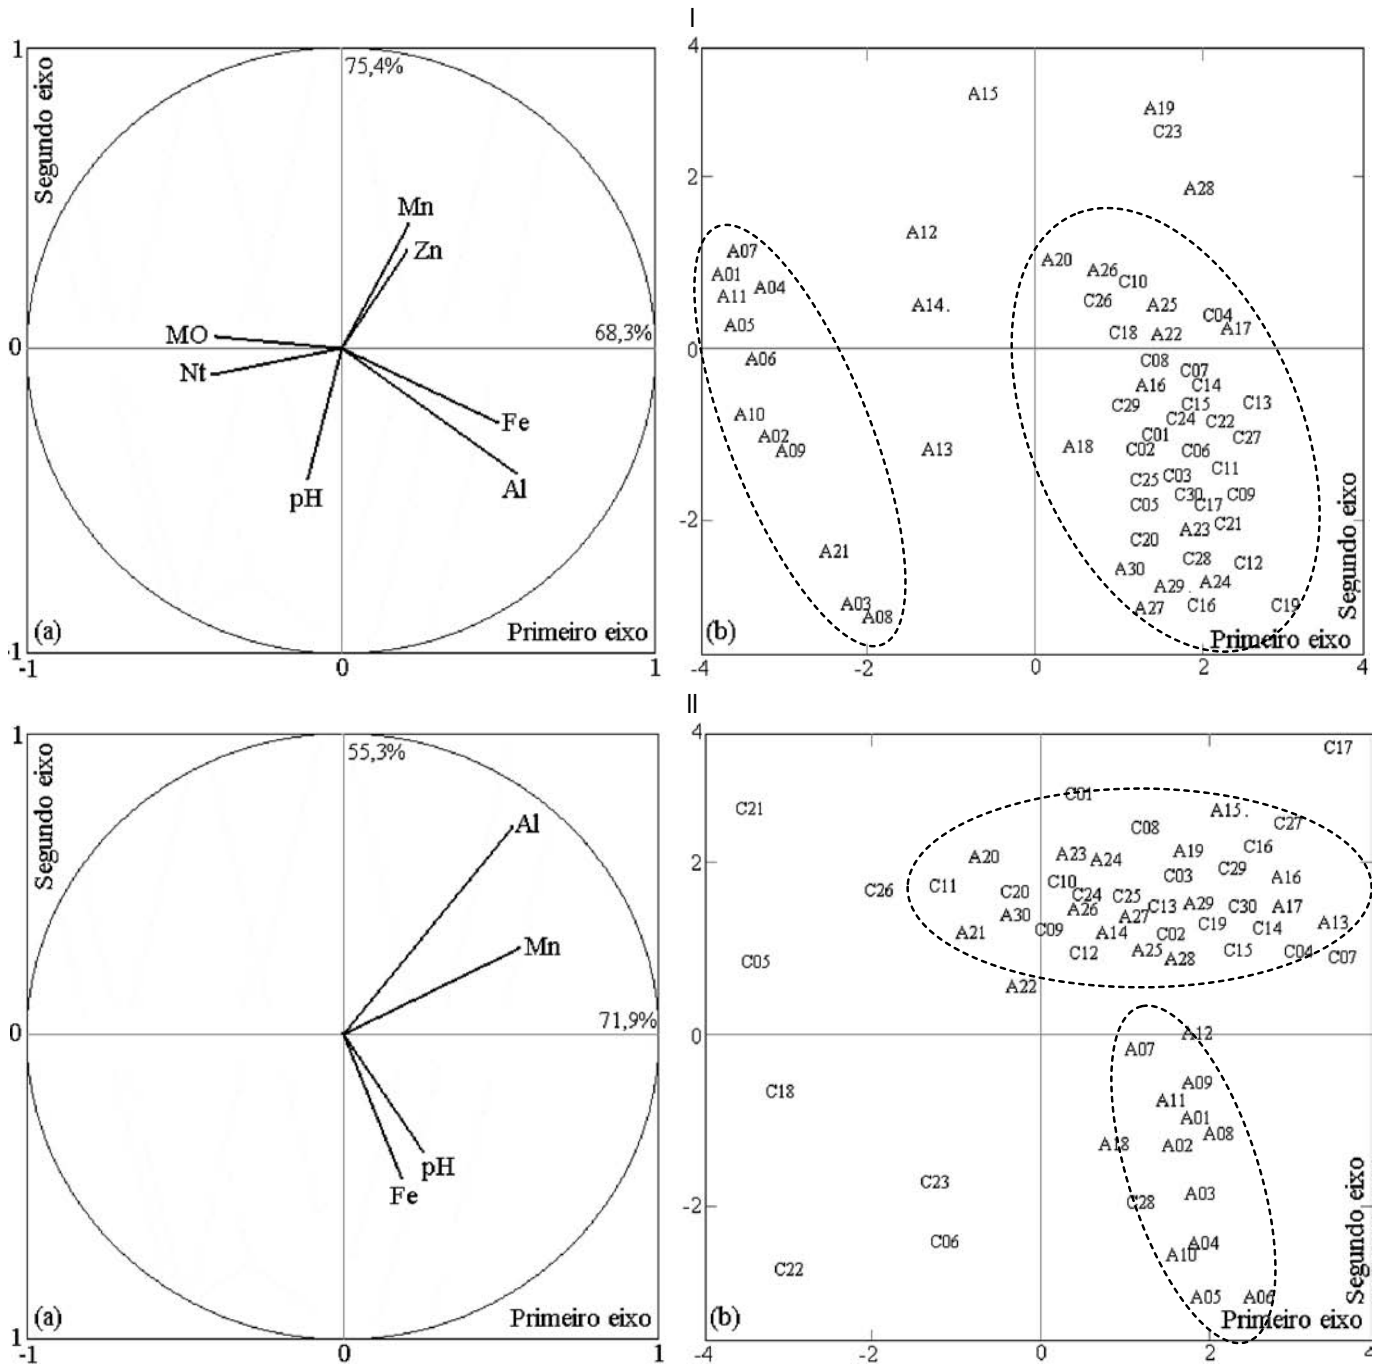 I
1
Segundo eixo
75,4%
Mn
Zn
MO
68,3%
0
Nt
Fe
Al
pH
(a)
Primeiro eixo
-1
-1
0
1
4
A15
A19
C23
2
A28
A12
A07
A20
A01
A04
A26
C10
A11
C26
A14.
A25
A05
C04
A17
C18
A22
0
A06
C08
C07
A16
C14
C29
C15
C13
A10
C24
C22
A02
C01
C27
A09
A13
A18
C02
C06
C11
C25
C03
C30
C09
C05
C17
-2
A23
C21
C20
A21
C28
C12
A30
A29
A24
A03
A27
C16
C19
A08
Segundo eixo
(b)
Primeiro eixo
-4
-2
0
2
4
II
1
Segundo eixo
55,3%
Al
Mn
71,9%
0
pH
Fe
(a)
Primeiro eixo
1
-1
0
1
4
C17
C21
C01
A15.
C27
C08
2
A20
A23
A24
A19
C16
C26
C11
C20
C10
C03
C29
A16
C24
C25
A30
A26
A27
C13
A29
C30
A17
A21
C09
A14
C02
C19
C14
A13
C05
C12
A25
A28
C15
C04
C07
A22
0
A12
A07
C18
A09
A11
A01
A18
A02
A08
C23
C28
A03
-2
C06
A04
A10
C22
A05
A06
Segundo eixo
(b)
Primeiro eixo
-4
-2
0
2
4